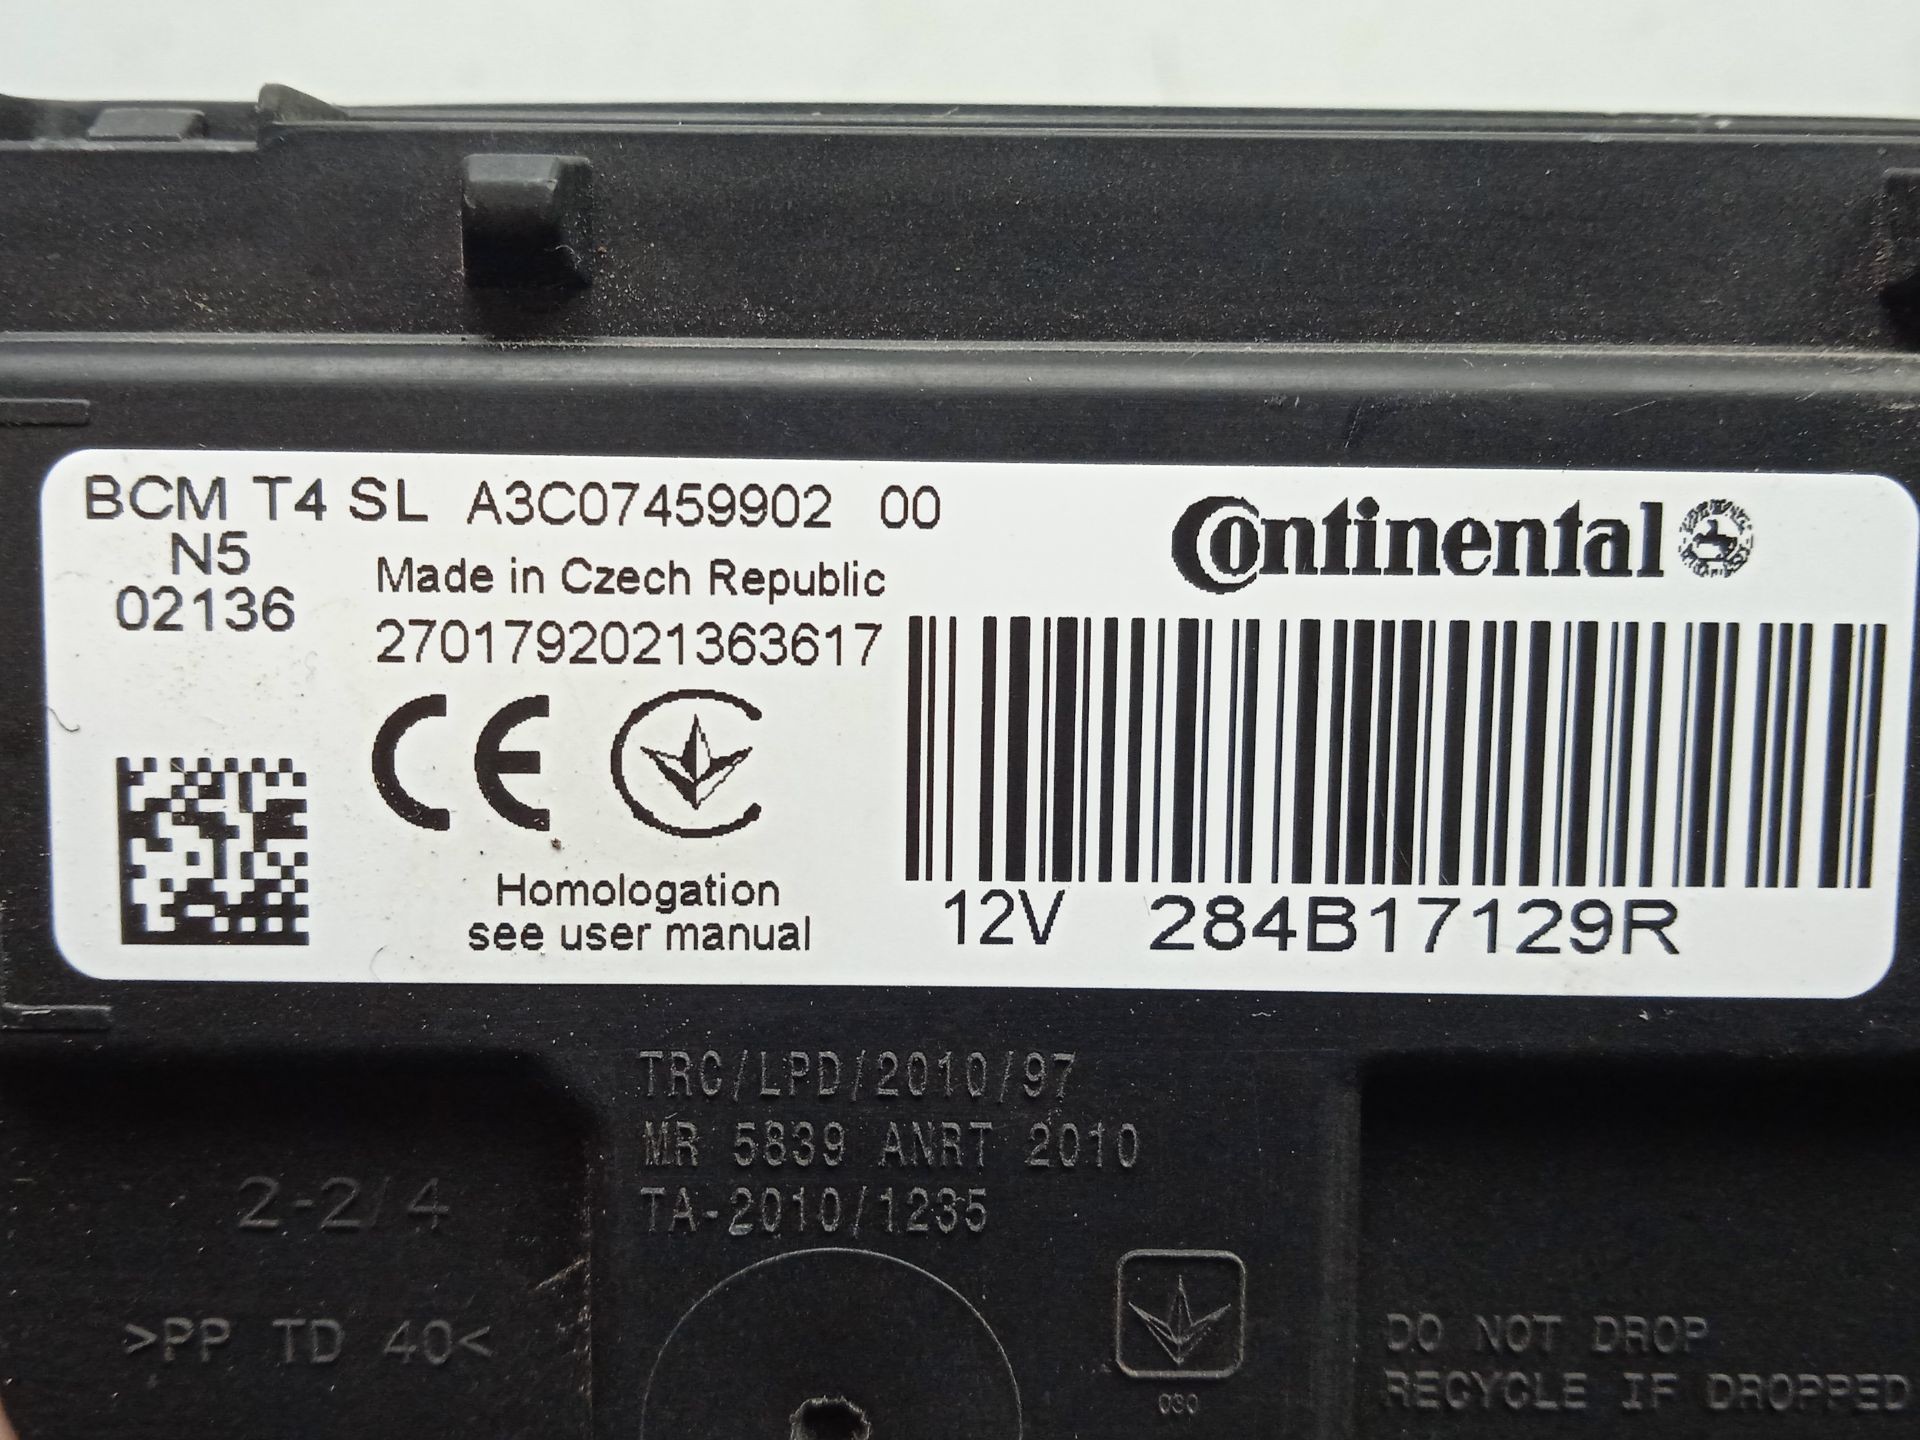 BCM T4 SL A3C07459902 00
N5
02136
Made in Czech Republic
2701792021363617
CE
Homologation
see user manual
Continental
12V 284B17129R
TRC/LPD/2010/97
MR 5839 ANRT 2010
TA-2010/1235
2-2/4
>PP TD 40<
030
DO NOT DROP
RECYCLE IF DROPPED